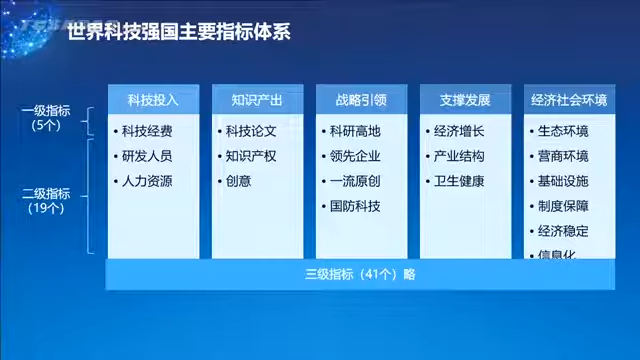 世界科技强国主要指标体系
一级指标
(5个)
科技投入
知识产出
战略引领
支撑发展
经济社会环境
二级指标
(19个)
• 科技经费
• 研发人员
• 人力资源
• 科技论文
• 知识产权
• 创意
• 科研高地
• 领先企业
• 一流原创
• 国防科技
• 经济增长
• 产业结构
• 卫生健康
• 生态环境
• 营商环境
• 基础设施
• 制度保障
• 经济稳定
• 信息化
三级指标（41个）略